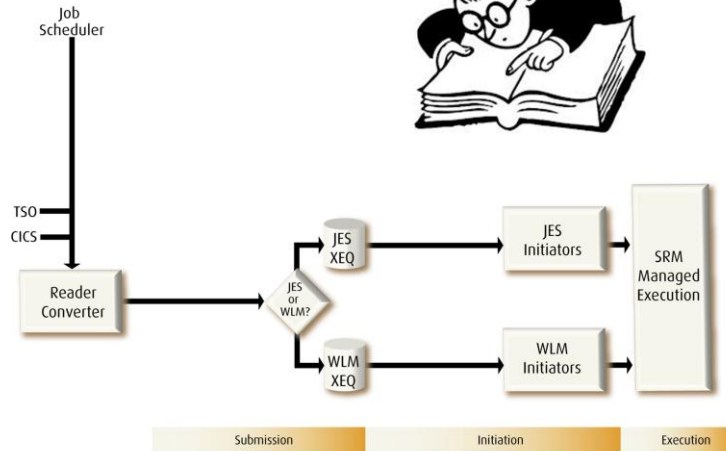 Job
Scheduler
TSO
CICS
Reader
Converter
JES
or
WLM?
JES
XEQ
WLM
XEQ
JES
Initiators
WLM
Initiators
SRM
Managed
Execution
Submission
Initiation
Execution